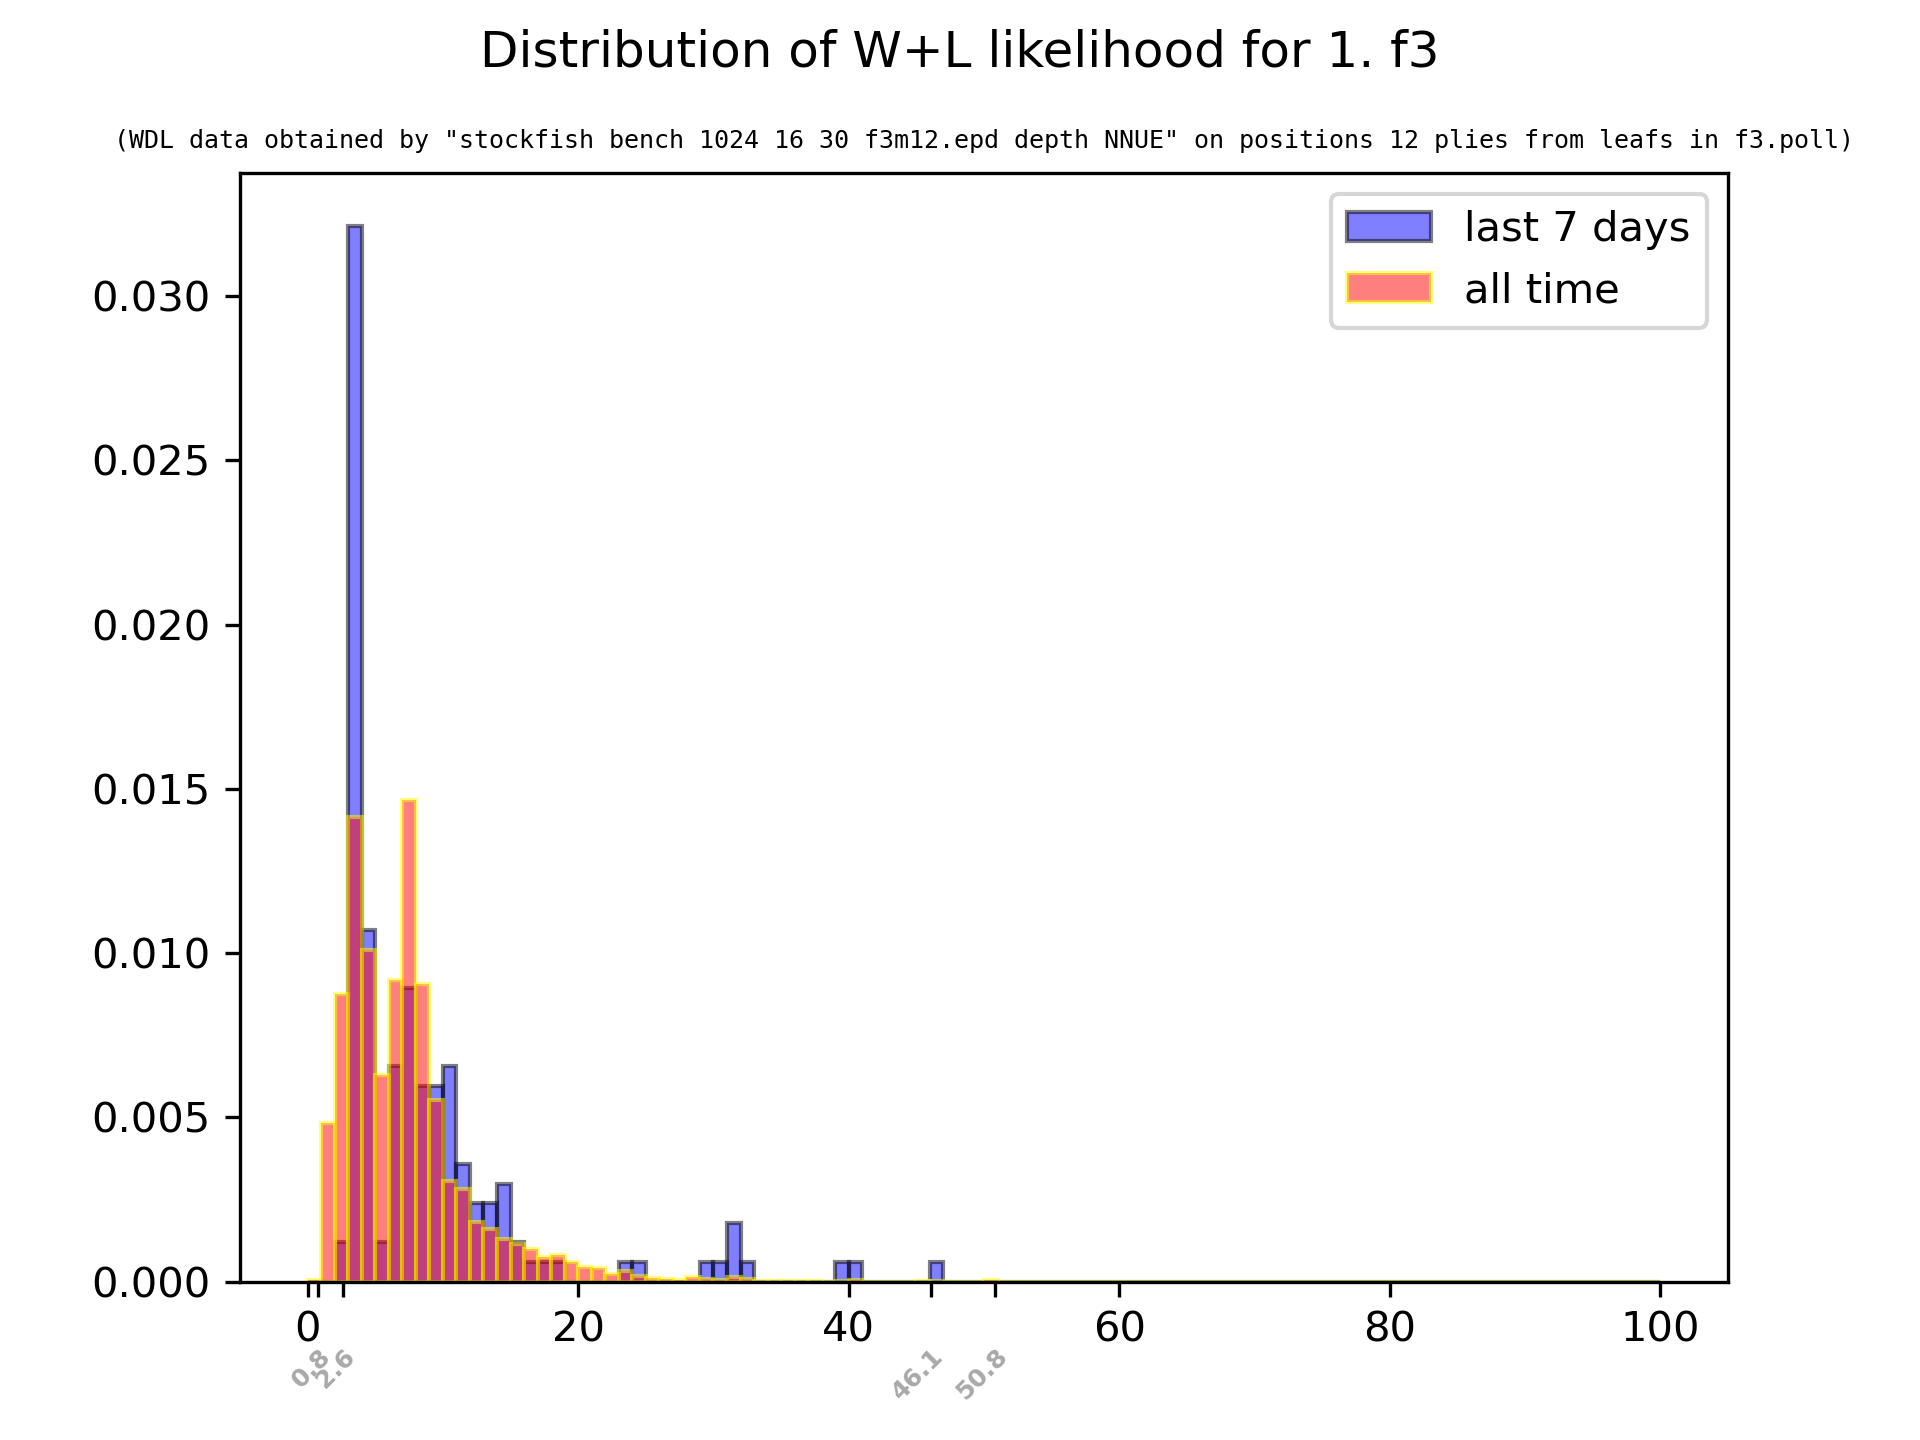 Distribution of W+L likelihood for 1. f3
(WDL data obtained by "stockfish bench 1024 16 30 f3m12.epd depth NNUE" on positions 12 plies from leafs in f3.poll)
last 7 days
all time
0.030
0.025
0.020
0.015
0.010
0.005
0.000
0 20 40 60 80 100
0.8 2.6 46.1 50.8